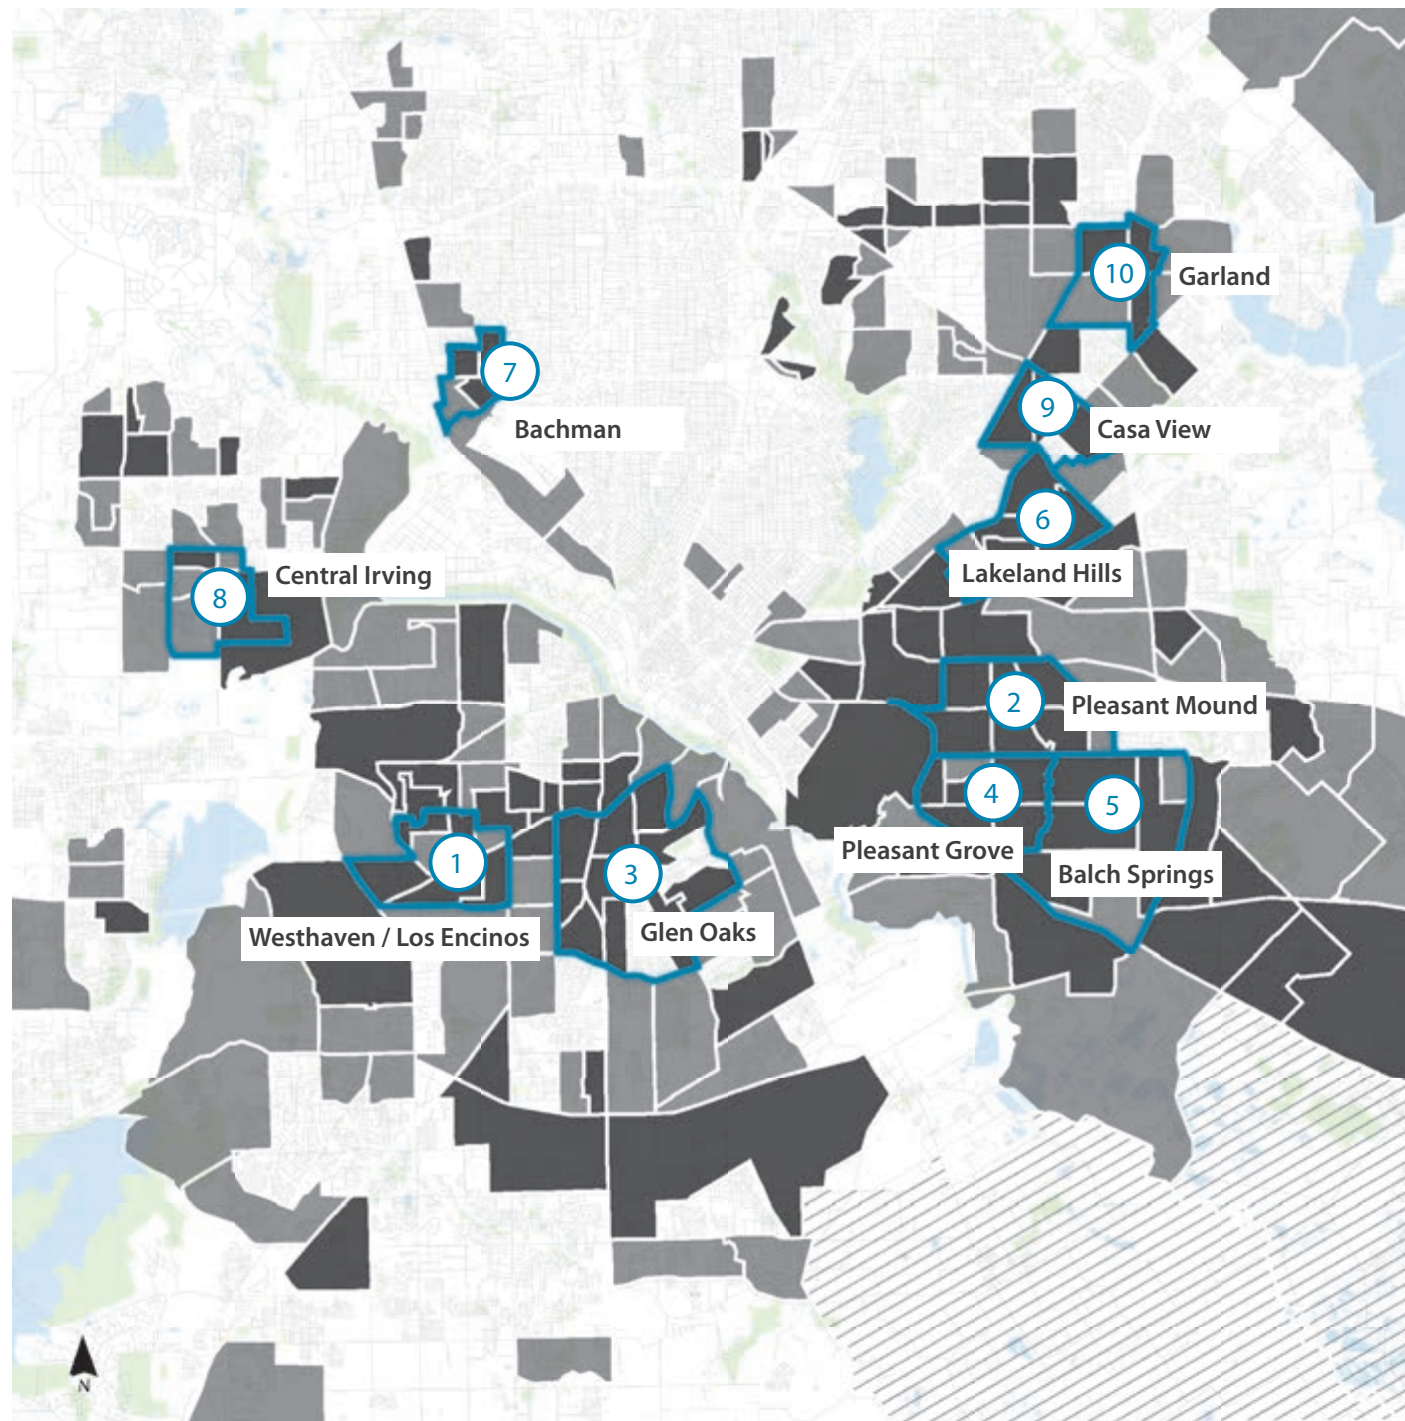 10
Garland
7
Bachman
9
Casa View
6
Lakeland Hills
8
Central Irving
2
Pleasant Mound
4
5
Pleasant Grove
Balch Springs
1
3
Westhaven / Los Encinos
Glen Oaks
N